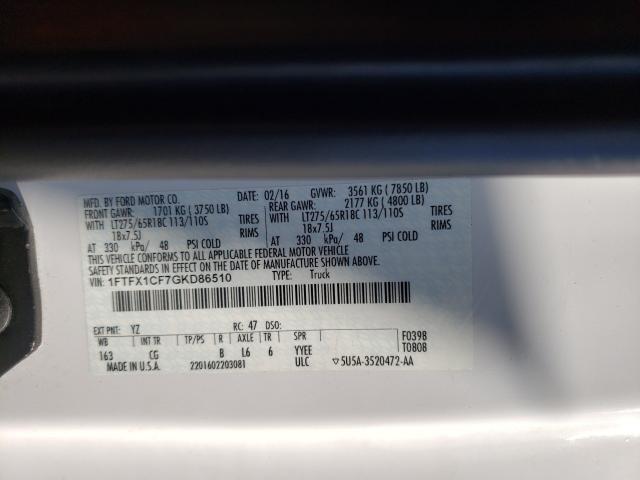 MFD. BY FORD MOTOR CO. DATE: 02/16 GVWR: 3561 KG ( 7850 LB)
FRONT GAWR: 1701 KG ( 3750 LB) REAR GAWR: 2177 KG ( 4800 LB)
WITH LT275/65R18C 113/110S TIRES WITH LT275/65R18C 113/110S TIRES
18x7.5J RIMS 18x7.5J RIMS
AT 330 kPa/ 48 PSI COLD AT 330 kPa/ 48 PSI COLD
THIS VEHICLE CONFORMS TO ALL APPLICABLE FEDERAL MOTOR VEHICLE
SAFETY STANDARDS IN EFFECT ON THE DATE OF MANUFACTURE SHOWN ABOVE.
VIN: 1FTFX1CF7GKD86510 TYPE: Truck
EXT PNT: YZ RC: 47 DSO: F0398
WB INT TR TP/PS R AXLE TR SPR T0808
163 CG B L6 6 YYEE
MADE IN U.S.A. 2201602203081 ULC ▽5U5A-3520472-AA